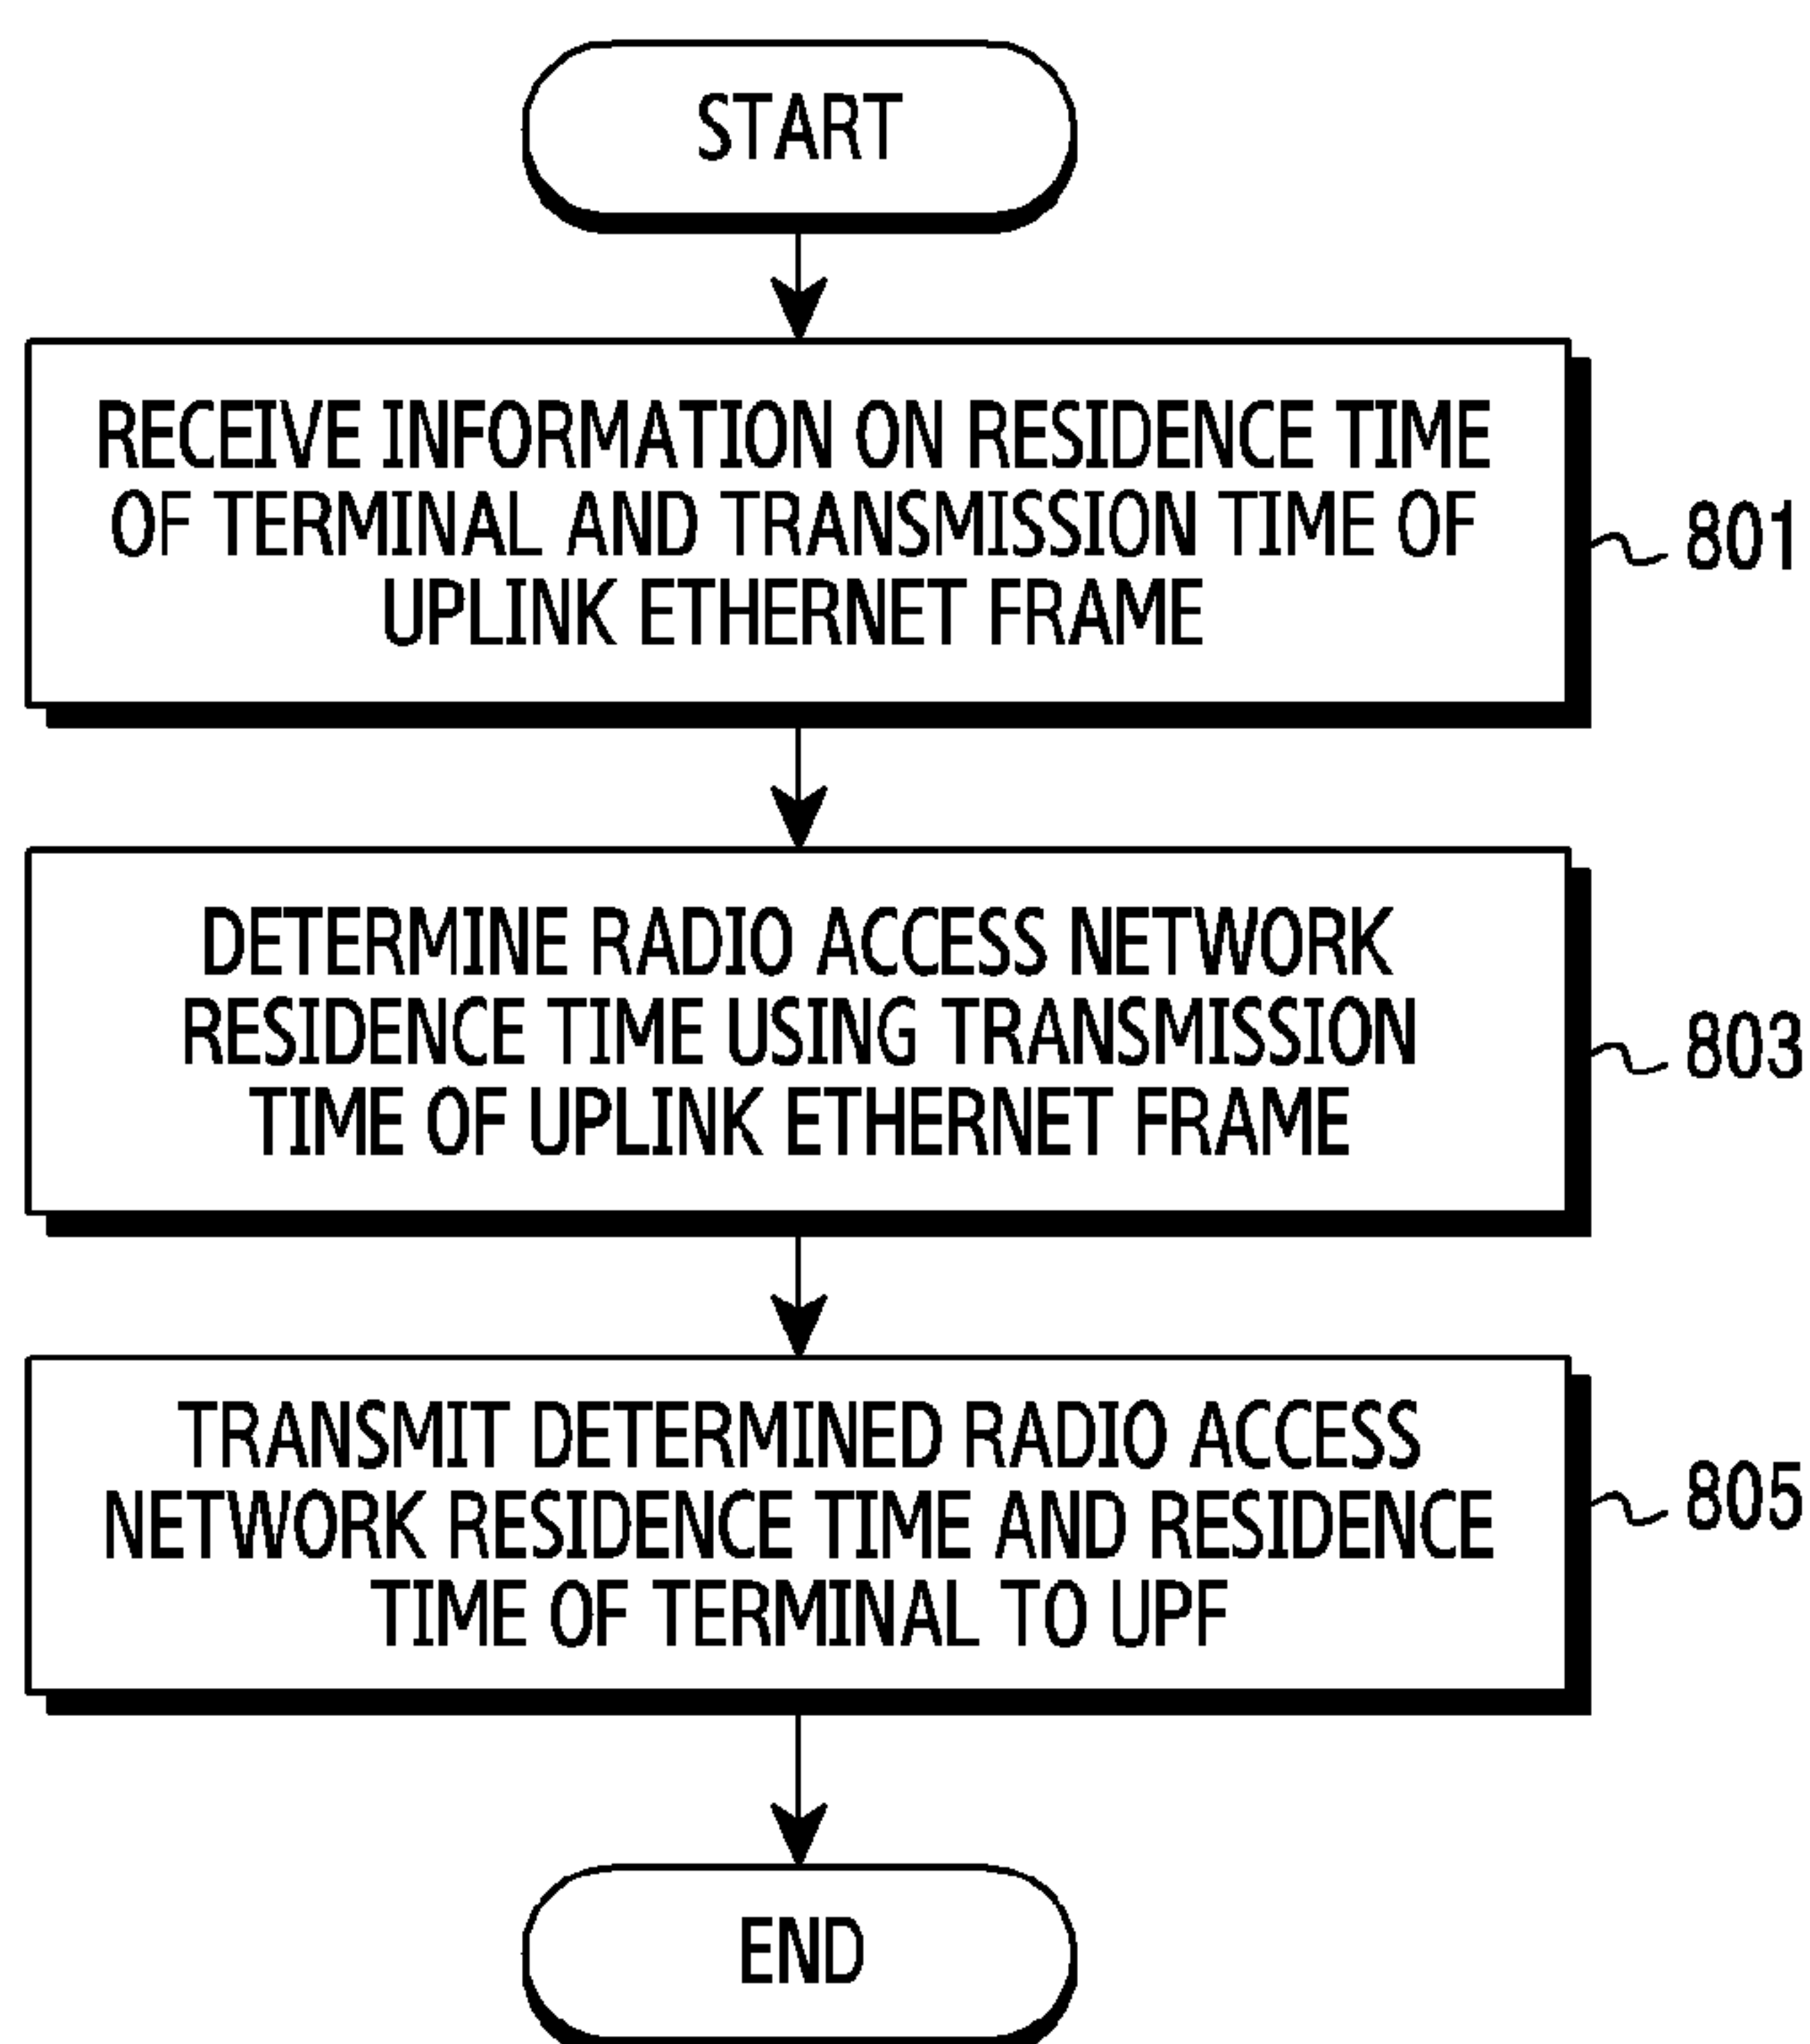 START
RECEIVE INFORMATION ON RESIDENCE TIME
OF TERMINAL AND TRANSMISSION TIME OF
UPLINK ETHERNET FRAME
801
DETERMINE RADIO ACCESS NETWORK
RESIDENCE TIME USING TRANSMISSION
TIME OF UPLINK ETHERNET FRAME
803
TRANSMIT DETERMINED RADIO ACCESS
NETWORK RESIDENCE TIME AND RESIDENCE
TIME OF TERMINAL TO UPF
805
END